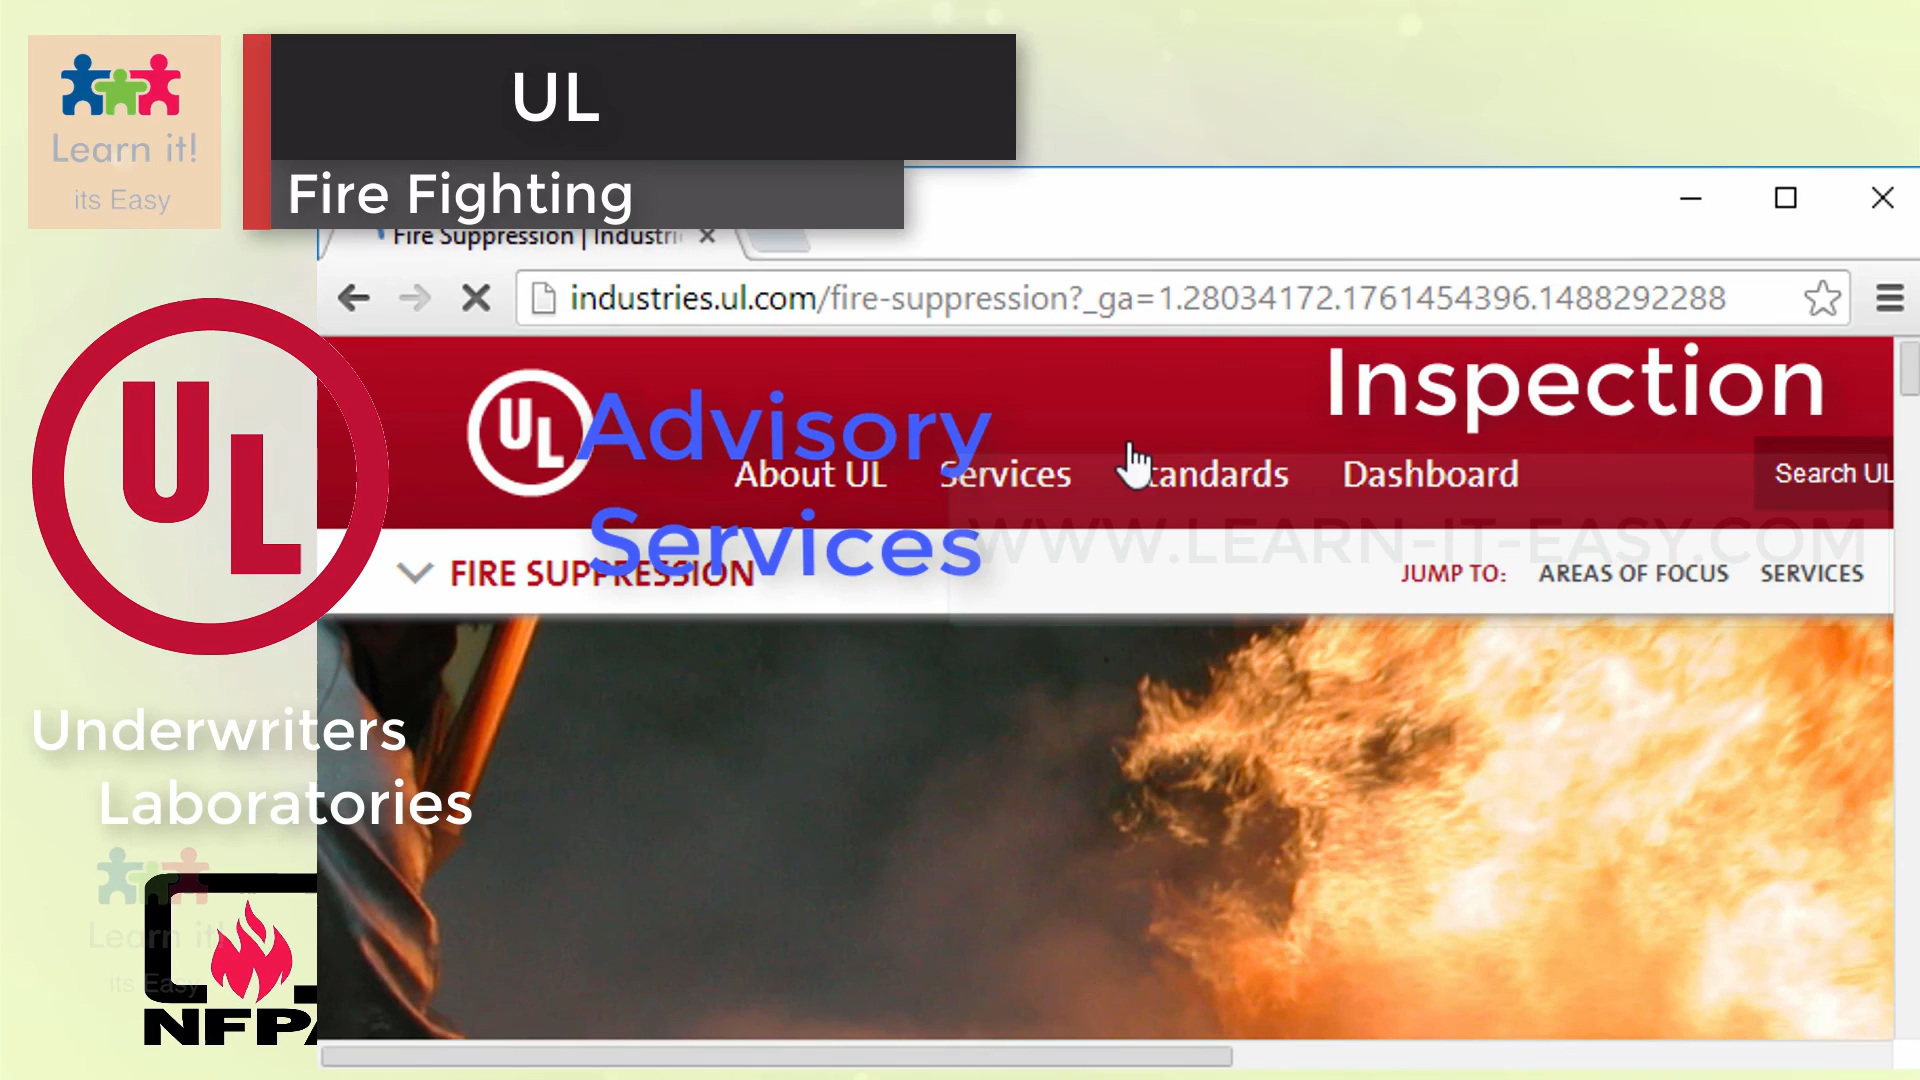 Learn it!
its Easy
UL
Fire Fighting
Fire Suppression | Industri
industries.ul.com/fire-suppression?_ga=1.28034172.1761454396.1488292288
UL
UL
Inspection
Advisory
Services
About UL
Services
Standards
Dashboard
Search UL
WWW.LEARN-IT-EASY.COM
FIRE SUPPRESSION
JUMP TO:
AREAS OF FOCUS
SERVICES
Underwriters
Laboratories
Learn it!
its Easy
NFPA